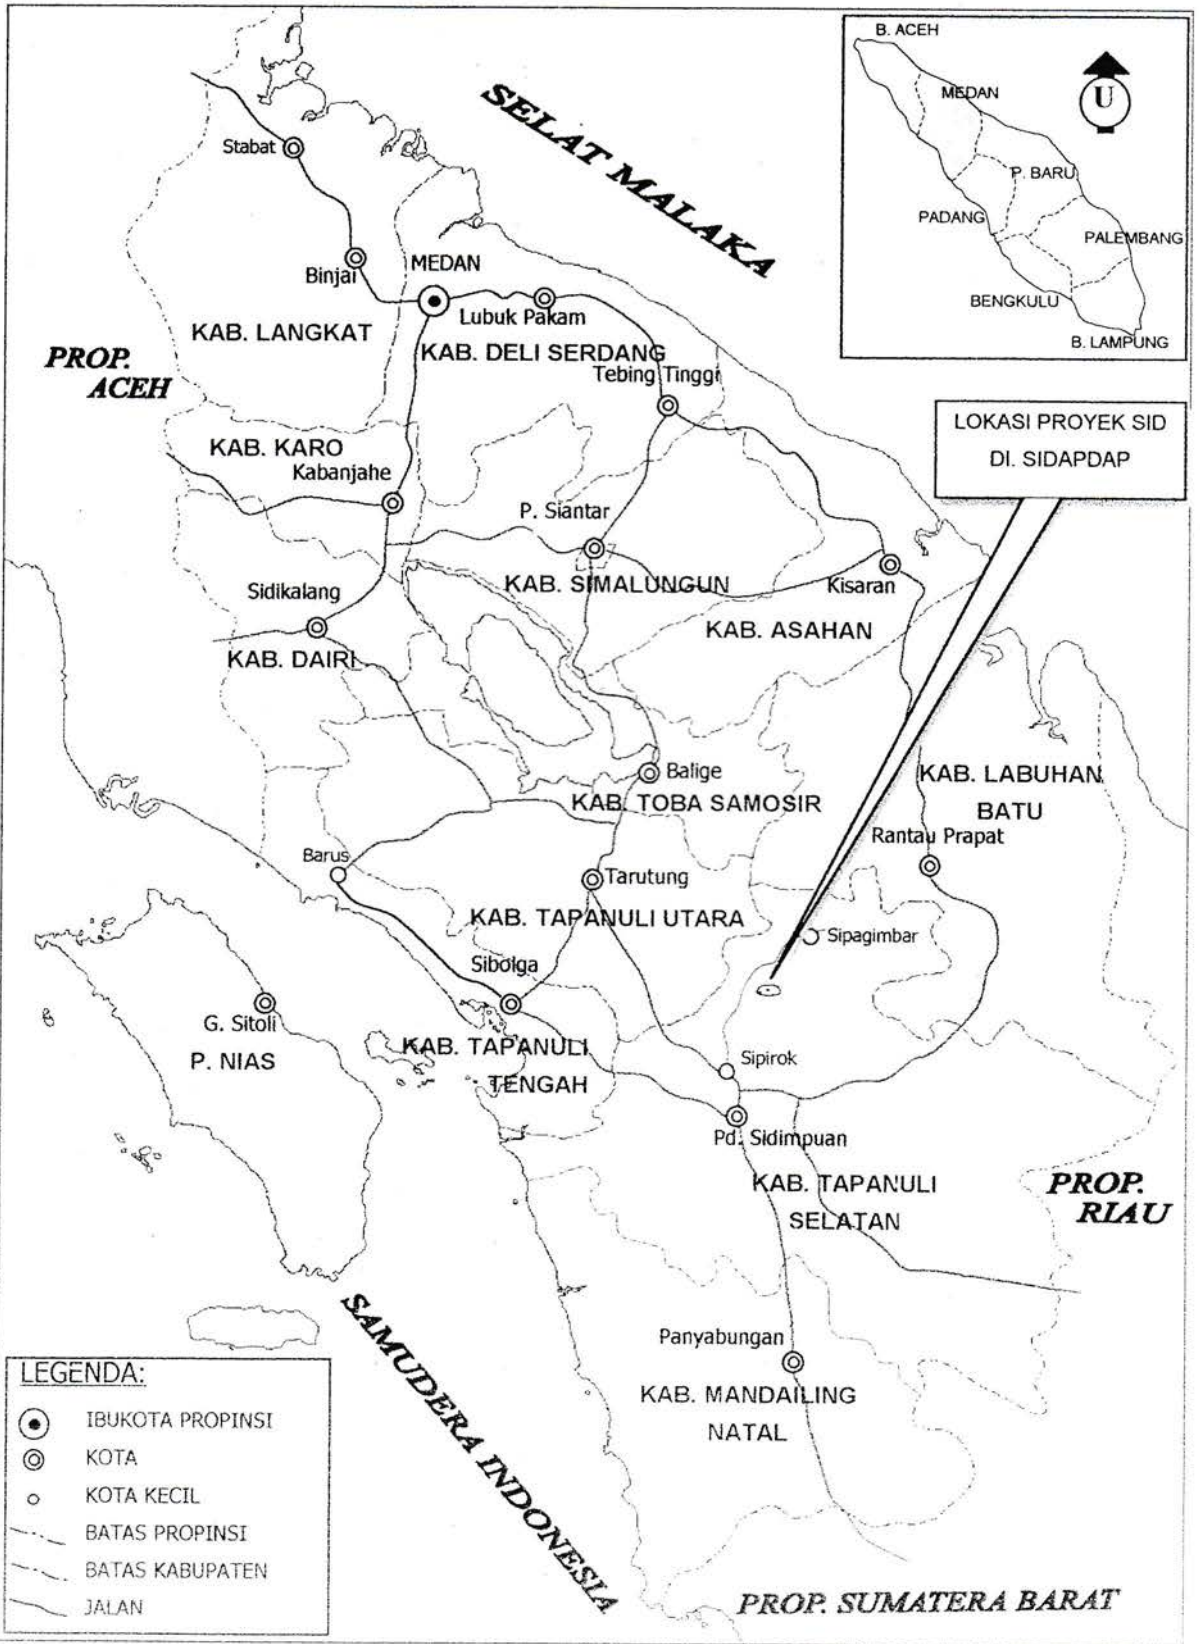 B. ACEH
MEDAN
U
P. BARU
PADANG
PALEMBANG
BENGKULU
B. LAMPUNG
SELAT MALAKA
Stabat
Binjai
MEDAN
Lubuk Pakam
KAB. LANGKAT
KAB. DELI SERDANG
PROP.
ACEH
Tebing Tinggi
LOKASI PROYEK SID
DI. SIDAPDAP
KAB. KARO
Kabanjahe
P. Siantar
KAB. SIMALUNGUN
Kisaran
Sidikalang
KAB. ASAHAN
KAB. DAIRI
Balige
KAB. TOBA SAMOSIR
KAB. LABUHAN
BATU
Rantau Prapat
Barus
Tarutung
KAB. TAPANULI UTARA
Sipagimbar
Sibolga
G. Sitoli
P. NIAS
KAB. TAPANULI
TENGAH
Sipirok
Pd. Sidimpuan
KAB. TAPANULI
SELATAN
PROP.
RIAU
SAMUDERA INDONESIA
Panyabungan
KAB. MANDAILING
NATAL
PROP. SUMATERA BARAT
LEGENDA:
IBUKOTA PROPINSI
KOTA
KOTA KECIL
BATAS PROPINSI
BATAS KABUPATEN
JALAN